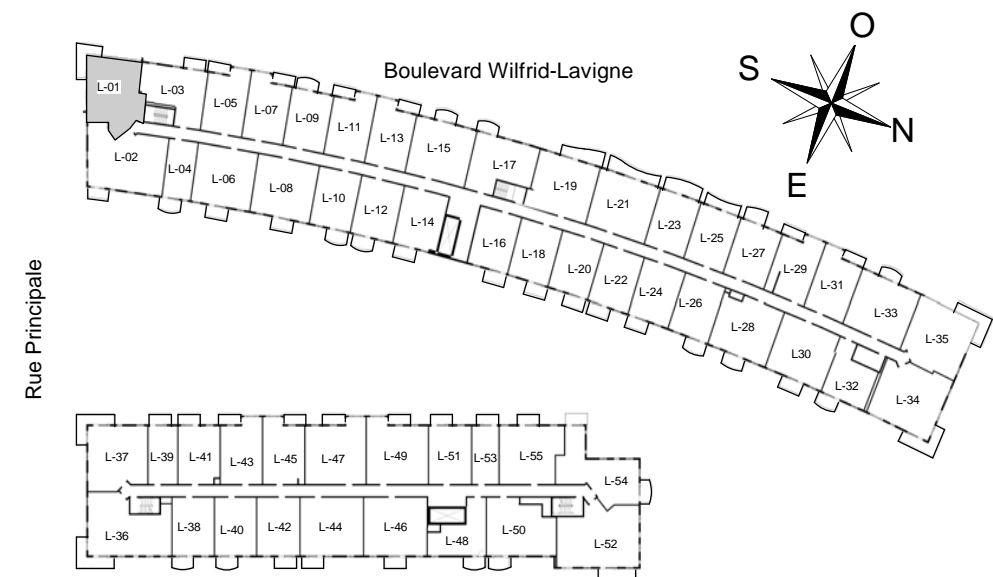 O
S
N
E
Boulevard Wilfrid-Lavigne
Rue Principale
L-01
L-03
L-05
L-07
L-09
L-11
L-13
L-15
L-17
L-19
L-21
L-23
L-25
L-27
L-29
L-31
L-33
L-35
L-02
L-04
L-06
L-08
L-10
L-12
L-14
L-16
L-18
L-20
L-22
L-24
L-26
L-28
L30
L-32
L-34
L-37
L-39
L-41
L-43
L-45
L-47
L-49
L-51
L-53
L-55
L-54
L-36
L-38
L-40
L-42
L-44
L-46
L-48
L-50
L-52